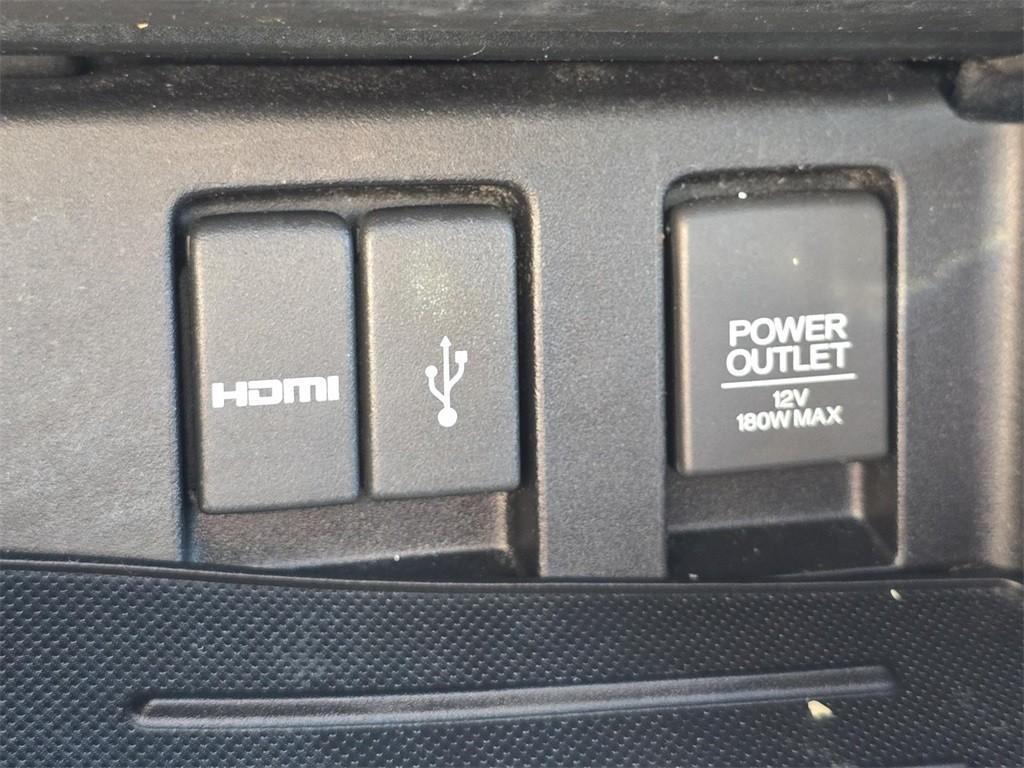 HDMI
POWER
OUTLET
12V
180W MAX